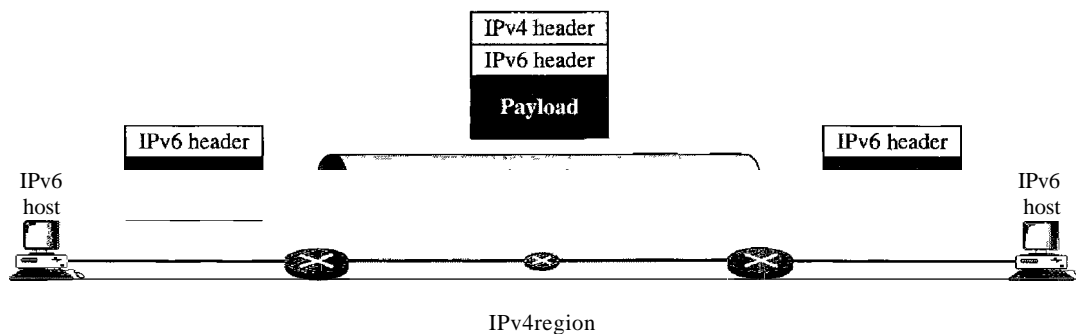 IPv4 header
IPv6 header
Payload
IPv6 header
IPv6 header
IPv6
host
IPv6
host
IPv4region